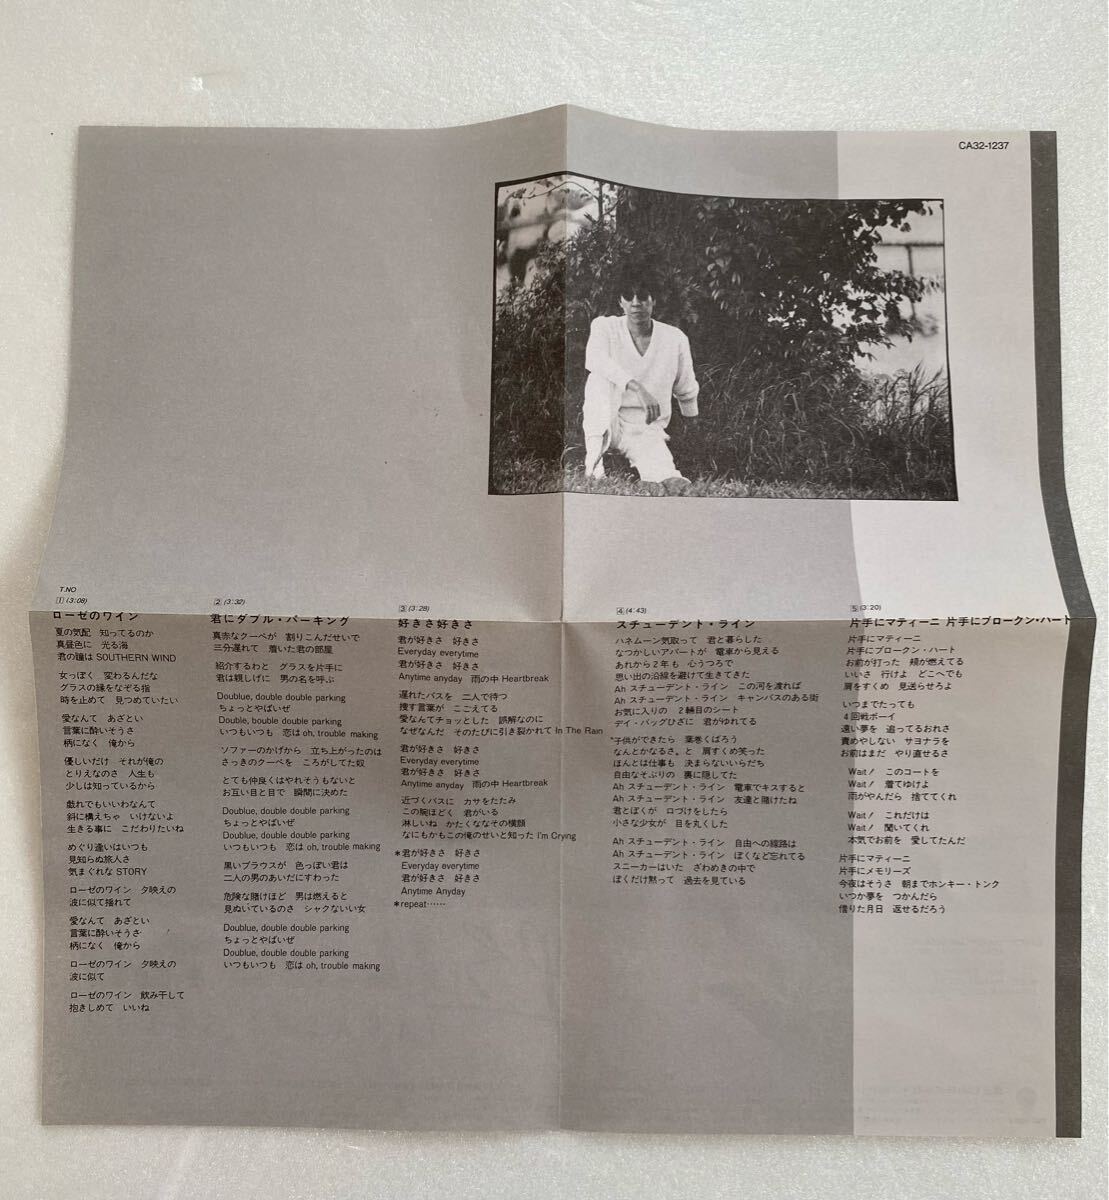 CA32-1237
T.NO
1 (3:08)
ローゼのワイン
夏の気配 知ってるのか
真昼色に 光る海
君の瞳は SOUTHERN WIND
女っぽく 変わるんだな
グラスの縁をなぞる指
時を止めて 見つめていたい
愛なんて あざとい
言葉に酔いそうさ
柄になく 俺から
優しいだけ それが俺の
とりえなのさ 人生も
少しは知っているから
戯れでもいいわなんて
斜に構えちゃ いけないよ
生きる事に こだわりたいね
めぐり逢いはいつも
見知らぬ旅人さ
気まぐれな STORY
ローゼのワイン 夕映えの
波に似て揺れて
愛なんて あざとい
言葉に酔いそうさ
柄になく 俺から
ローゼのワイン 夕映えの
波に似て
ローゼのワイン 飲み干して
抱きしめて いいね
2 (3:32)
君にダブル・パーキング
真赤なクーペが 割りこんだせいで
三分遅れて 着いた君の部屋
紹介するわと グラスを片手に
君は親しげに 男の名を呼ぶ
Doublue, double double parking
ちょっとやばいぜ
Double, bouble double parking
いつもいつも 恋は oh, trouble making
ソファーのかげから 立ち上がったのは
さっきのクーペを ころがしてた奴
とても仲良くはやれそうもないと
お互い目と目で 瞬間に決めた
Doublue, double double parking
ちょっとやばいぜ
Doublue, double double parking
いつもいつも 恋は oh, trouble making
黒いブラウスが 色っぽい君は
二人の男のあいだにすわった
危険な賭けほど 男は燃えると
見ぬいているのさ シャクないい女
Doublue, double double parking
ちょっとやばいぜ
Doublue, double double parking
いつもいつも 恋は oh, trouble making
3 (3:28)
好きさ好きさ
君が好きさ 好きさ
Everyday everytime
君が好きさ 好きさ
Anytime anyday 雨の中 Heartbreak
遅れたバスを 二人で待つ
捜す言葉が こごえてる
愛なんてチョッとした 誤解なのに
なぜなんだ そのたびに引き裂かれて In The Rain
君が好きさ 好きさ
Everyday everytime
君が好きさ 好きさ
Anytime anyday 雨の中 Heartbreak
近づくバスに カサをたたみ
この腕ほどく 君がいる
淋しいね かたくななその横顔
なにもかもこの俺のせいと知った I'm Crying
*君が好きさ 好きさ
Everyday everytime
君が好きさ 好きさ
Anytime Anyday
*repeat……
4 (4:43)
スチューデント・ライン
ハネムーン気取って 君と暮らした
なつかしいアパートが 電車から見える
あれから2年も 心うつろで
思い出の沿線を避けて生きてきた
Ah スチューデント・ライン この河を渡れば
Ah スチューデント・ライン キャンバスのある街
お気に入りの 2輛目のシート
デイ・バッグひざに 君がゆれてる
"子供ができたら 葉巻くばろう
なんとかなるさ"と 肩すくめ笑った
ほんとは仕事も 決まらないいらだち
自由なそぶりの 裏に隠してた
Ah スチューデント・ライン 電車でキスすると
Ah スチューデント・ライン 友達と賭けたね
君とぼくが 口づけをしたら
小さな少女が 目を丸くした
Ah スチューデント・ライン 自由への線路は
Ah スチューデント・ライン ぼくなど忘れてる
スニーカーはいた ざわめきの中で
ぼくだけ黙って 過去を見ている
5 (3:20)
片手にマティーニ 片手にブロークン・ハート
片手にマティーニ
片手にブロークン・ハート
お前が打った 頬が燃えてる
いいさ 行けよ どこへでも
肩をすくめ 見送らせろよ
いつまでたっても
4回戦ボーイ
遠い夢を 追ってるおれさ
責めやしない サヨナラを
お前はまだ やり直せるさ
Wait! このコートを
Wait! 着てゆけよ
雨がやんだら 捨ててくれ
Wait! これだけは
Wait! 聞いてくれ
本気でお前を 愛してたんだ
片手にマティーニ
片手にメモリーズ
今夜はそうさ 朝までホンキー・トンク
いつか夢を つかんだら
借りた月日 返せるだろう